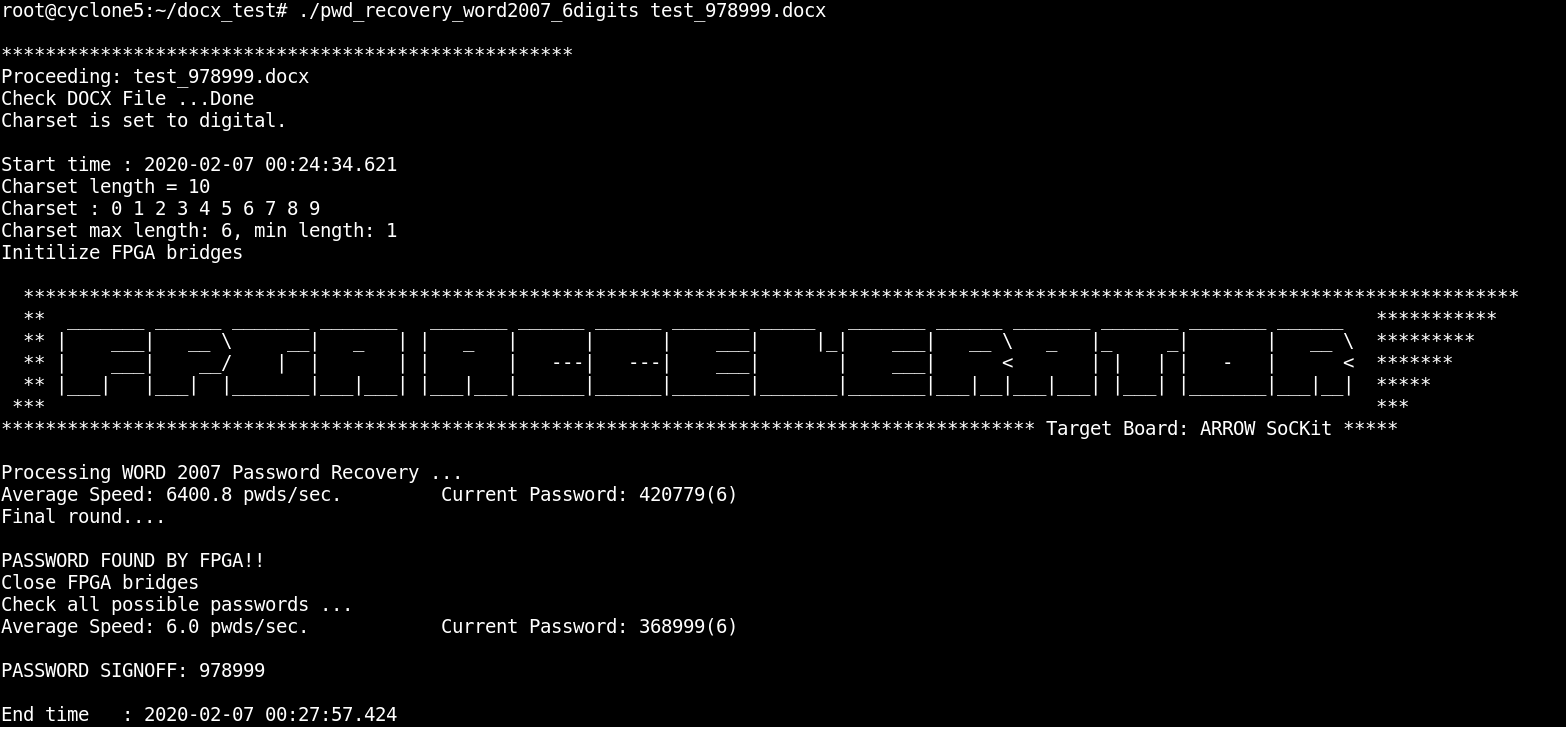 root@cyclone5:~/docx_test# ./pwd_recovery_word2007_6digits test_978999.docx
****************************************************
Proceeding: test_978999.docx
Check DOCX File ...Done
Charset is set to digital.
Start time : 2020-02-07 00:24:34.621
Charset length = 10
Charset : 0 1 2 3 4 5 6 7 8 9
Charset max length: 6, min length: 1
Initilize FPGA bridges
FPGA ACCELERATOR
Target Board: ARROW SoCKit *****
Processing WORD 2007 Password Recovery ...
Average Speed: 6400.8 pwds/sec. Current Password: 420779(6)
Final round....
PASSWORD FOUND BY FPGA!!
Close FPGA bridges
Check all possible passwords ...
Average Speed: 6.0 pwds/sec. Current Password: 368999(6)
PASSWORD SIGNOFF: 978999
End time : 2020-02-07 00:27:57.424